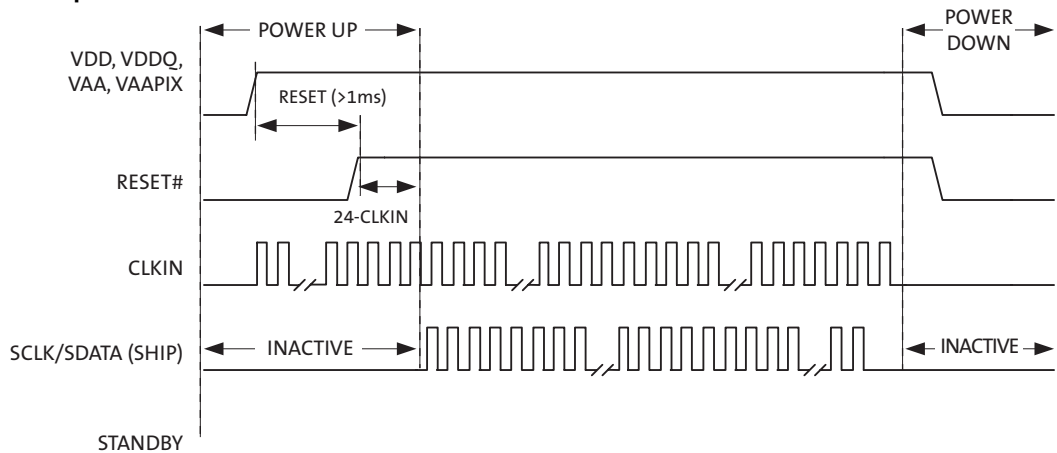 POWER UP
POWER
DOWN
VDD, VDDQ,
VAA, VAAPIX
RESET (>1ms)
RESET#
24-CLKIN
CLKIN
SCLK/SDATA (SHIP)
INACTIVE
INACTIVE
STANDBY